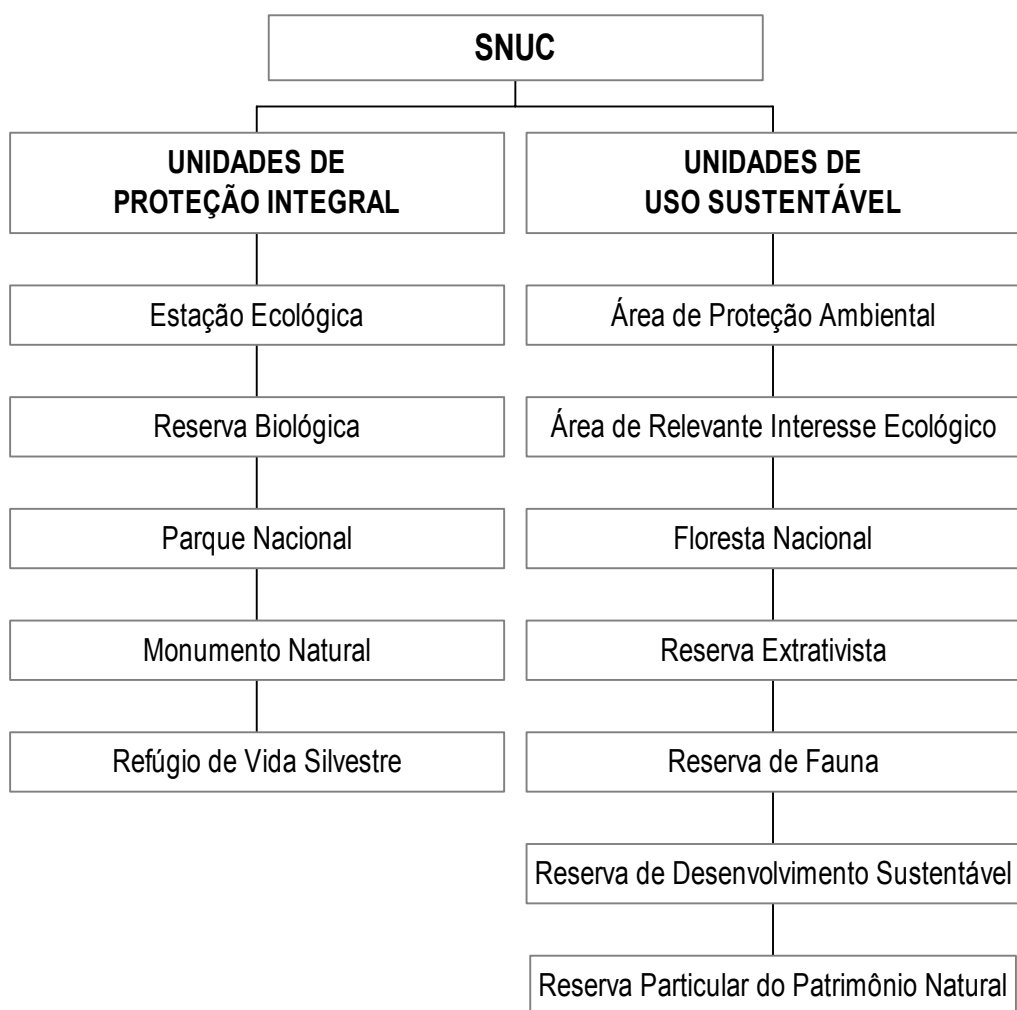 SNUC
UNIDADES DE
PROTEÇÃO INTEGRAL
Estação Ecológica
Reserva Biológica
Parque Nacional
Monumento Natural
Refúgio de Vida Silvestre
UNIDADES DE
USO SUSTENTÁVEL
Área de Proteção Ambiental
Área de Relevante Interesse Ecológico
Floresta Nacional
Reserva Extrativista
Reserva de Fauna
Reserva de Desenvolvimento Sustentável
Reserva Particular do Patrimônio Natural